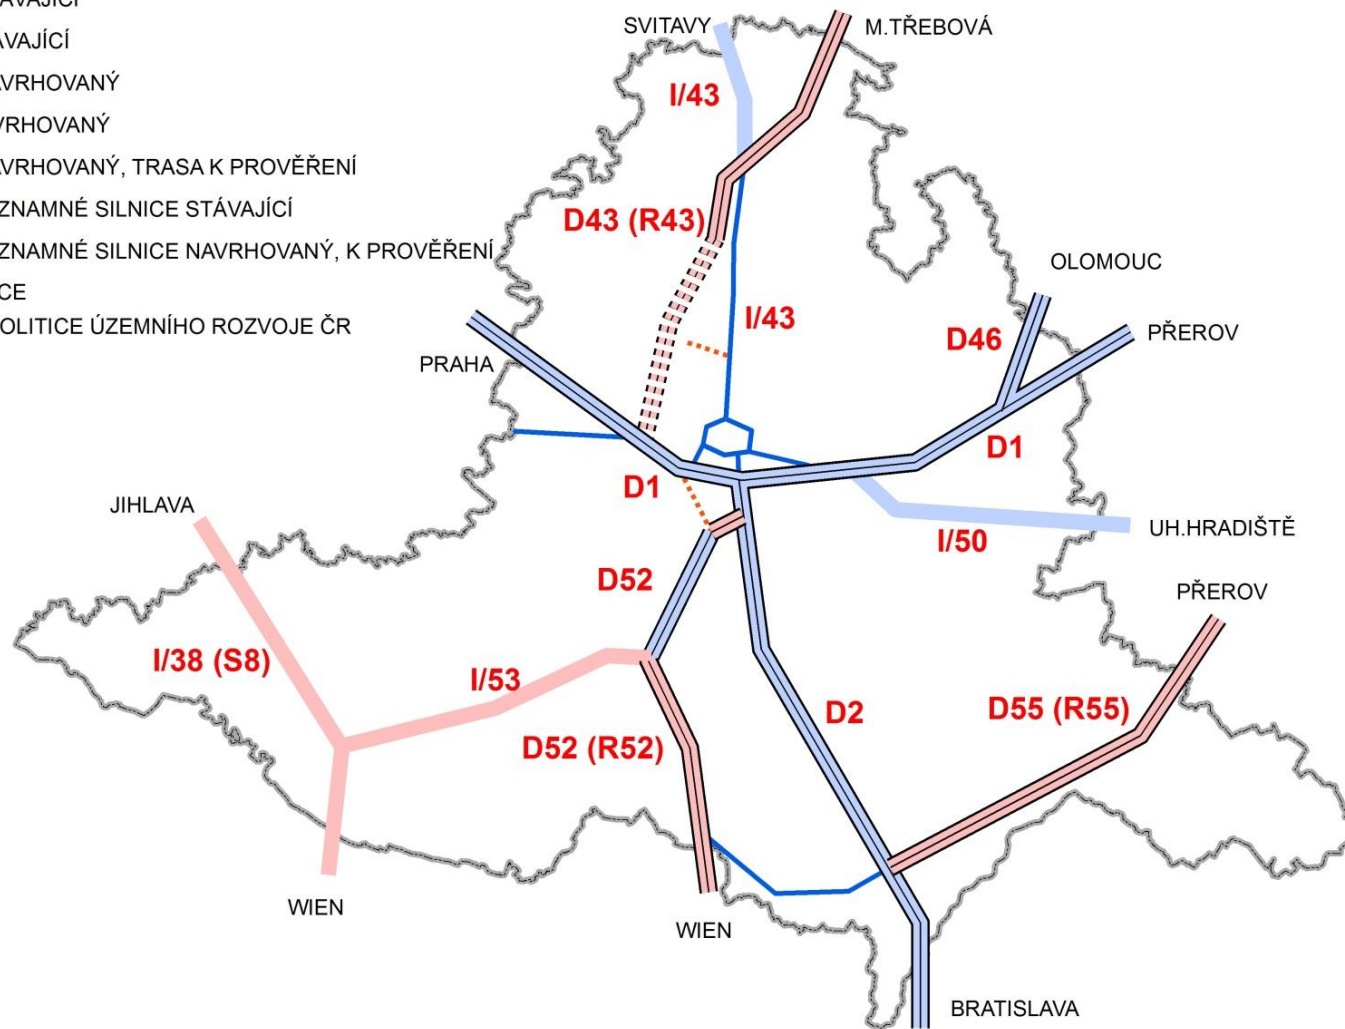 ÁVAJÍCÍ
ÁVAJÍCÍ
AVRHOVANÝ
VRHOVANÝ
AVRHOVANÝ, TRASA K PROVĚŘENÍ
ZNAMNÉ SILNICE STÁVAJÍCÍ
ZNAMNÉ SILNICE NAVRHOVANÝ, K PROVĚŘENÍ
CE
OLITICE ÚZEMNÍHO ROZVOJE ČR
SVITAVY
M.TŘEBOVÁ
I/43
D43 (R43)
OLOMOUC
I/43
D46
PŘEROV
PRAHA
D1
D1
JIHLAVA
I/50
UH.HRADIŠTĚ
D52
PŘEROV
I/38 (S8)
I/53
D2
D55 (R55)
D52 (R52)
WIEN
WIEN
BRATISLAVA